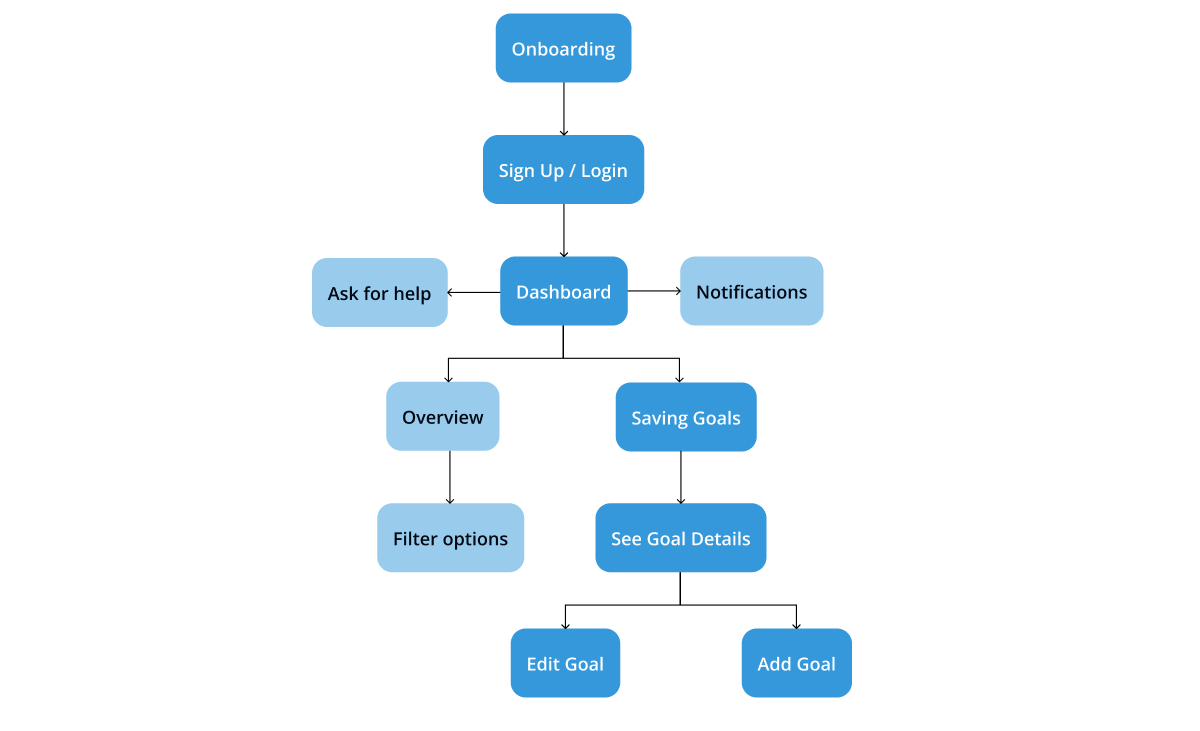 Onboarding
Sign Up / Login
Ask for help
Dashboard
Notifications
Overview
Saving Goals
Filter options
See Goal Details
Edit Goal
Add Goal